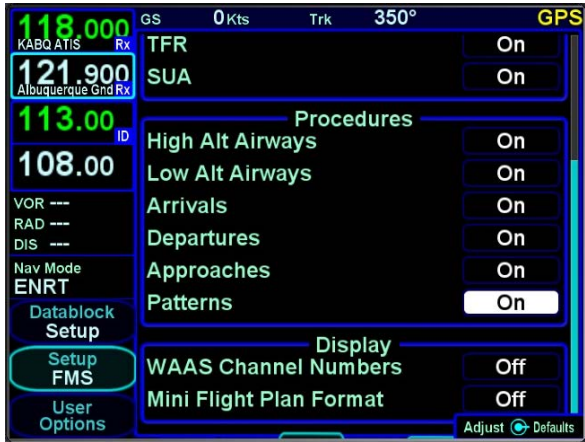 GS 0Kts Trk 350° GPS
118.000
KABQ ATIS Rx
121.900
Albuquerque Gnd Rx
113.00
ID
108.00
VOR ---
RAD ---
DIS ---
Nav Mode
ENRT
Datablock
Setup
Setup
FMS
User
Options
TFR On
SUA On
Procedures
High Alt Airways On
Low Alt Airways On
Arrivals On
Departures On
Approaches On
Patterns On
Display
WAAS Channel Numbers Off
Mini Flight Plan Format Off
Adjust Defaults